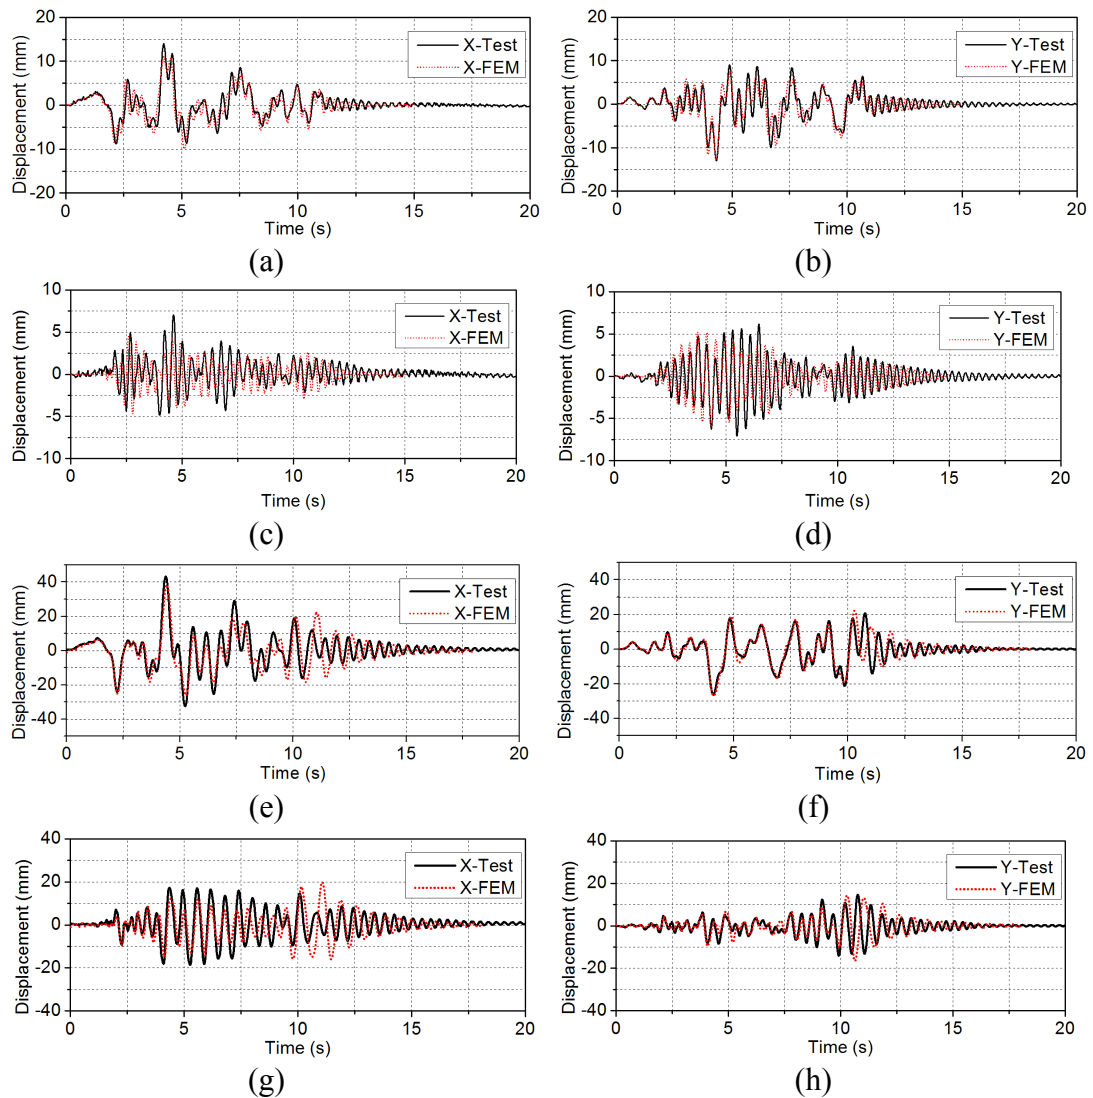 Displacement (mm)
20
10
0
-10
-20
X-Test
X-FEM
0 5 10 15 20
Time (s)
(a)
Displacement (mm)
20
10
0
-10
-20
Y-Test
Y-FEM
0 5 10 15 20
Time (s)
(b)
Displacement (mm)
10
5
0
-5
-10
X-Test
X-FEM
0 5 10 15 20
Time (s)
(c)
Displacement (mm)
10
5
0
-5
-10
Y-Test
Y-FEM
0 5 10 15 20
Time (s)
(d)
Displacement (mm)
40
20
0
-20
-40
X-Test
X-FEM
0 5 10 15 20
Time (s)
(e)
Displacement (mm)
40
20
0
-20
-40
Y-Test
Y-FEM
0 5 10 15 20
Time (s)
(f)
Displacement (mm)
40
20
0
-20
-40
X-Test
X-FEM
0 5 10 15 20
Time (s)
(g)
Displacement (mm)
40
20
0
-20
-40
Y-Test
Y-FEM
0 5 10 15 20
Time (s)
(h)